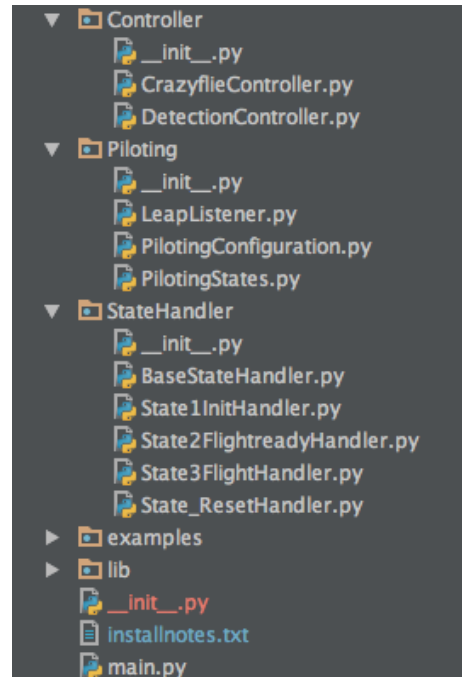 Controller
__init__.py
CrazyflieController.py
DetectionController.py
Piloting
__init__.py
LeapListener.py
PilotingConfiguration.py
PilotingStates.py
StateHandler
__init__.py
BaseStateHandler.py
State1InitHandler.py
State2FlightreadyHandler.py
State3FlightHandler.py
State_ResetHandler.py
examples
lib
__init__.py
installnotes.txt
main.py